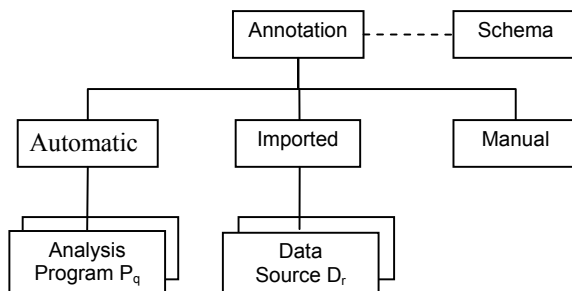 Annotation
Schema
Automatic
Imported
Manual
Analysis
Program Pq
Data
Source Dr